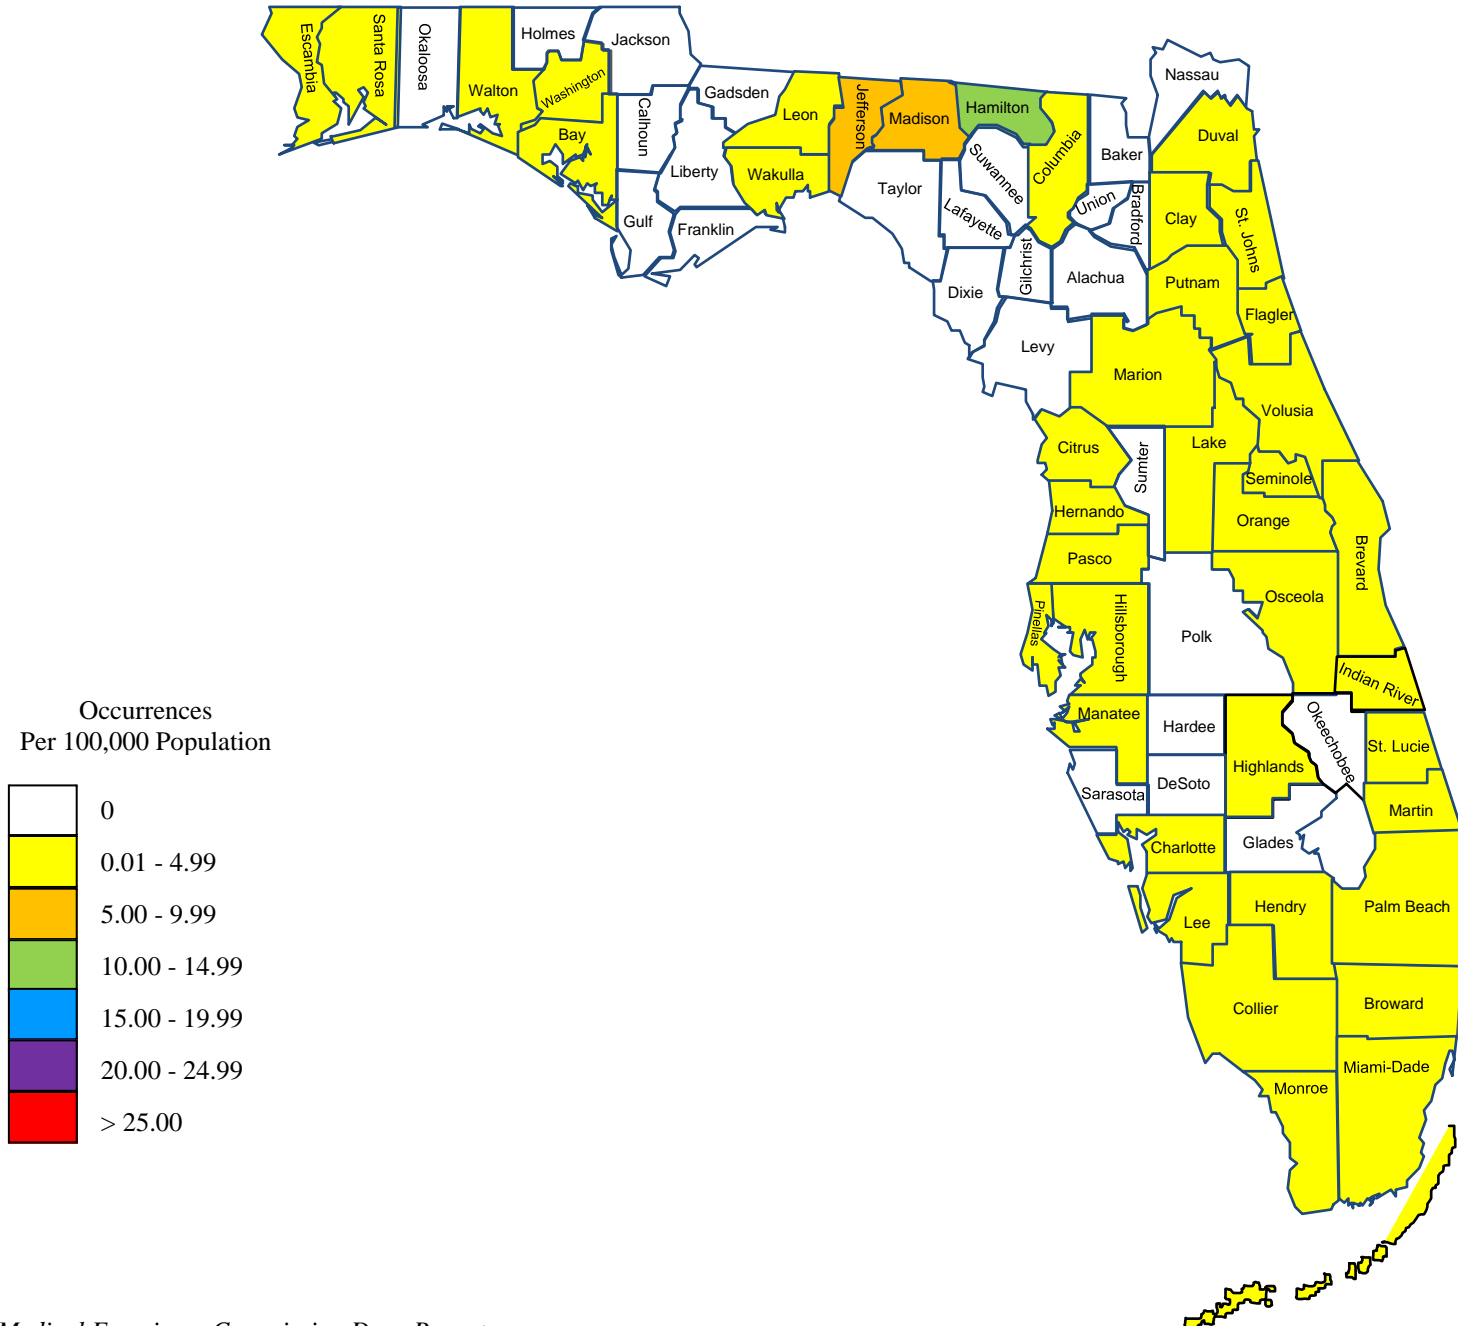 Escambia
Santa Rosa
Okaloosa
Walton
Holmes
Washington
Jackson
Bay
Calhoun
Gadsden
Liberty
Gulf
Franklin
Leon
Wakulla
Jefferson
Madison
Hamilton
Taylor
Suwannee
Lafayette
Columbia
Dixie
Gilchrist
Nassau
Baker
Duval
Union
Bradford
Clay
St. Johns
Alachua
Putnam
Flagler
Levy
Marion
Volusia
Citrus
Sumter
Lake
Seminole
Hernando
Orange
Pasco
Brevard
Pinellas
Hillsborough
Polk
Osceola
Indian River
Manatee
Hardee
Okeechobee
Highlands
St. Lucie
Sarasota
DeSoto
Martin
Charlotte
Glades
Lee
Hendry
Palm Beach
Collier
Broward
Monroe
Miami-Dade
Occurrences
Per 100,000 Population
0
0.01 - 4.99
5.00 - 9.99
10.00 - 14.99
15.00 - 19.99
20.00 - 24.99
> 25.00